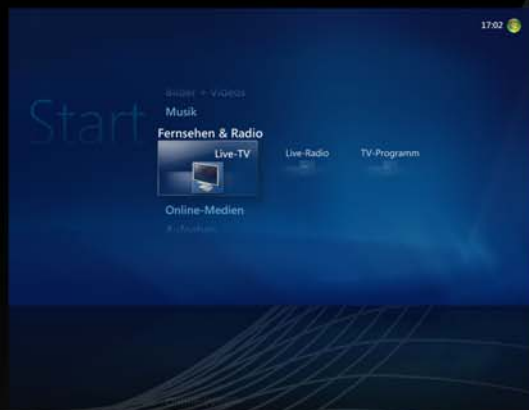 17:02
Start
Bilder + Videos
Musik
Fernsehen & Radio
Live-TV
Live-Radio
TV-Programm
Online-Medien